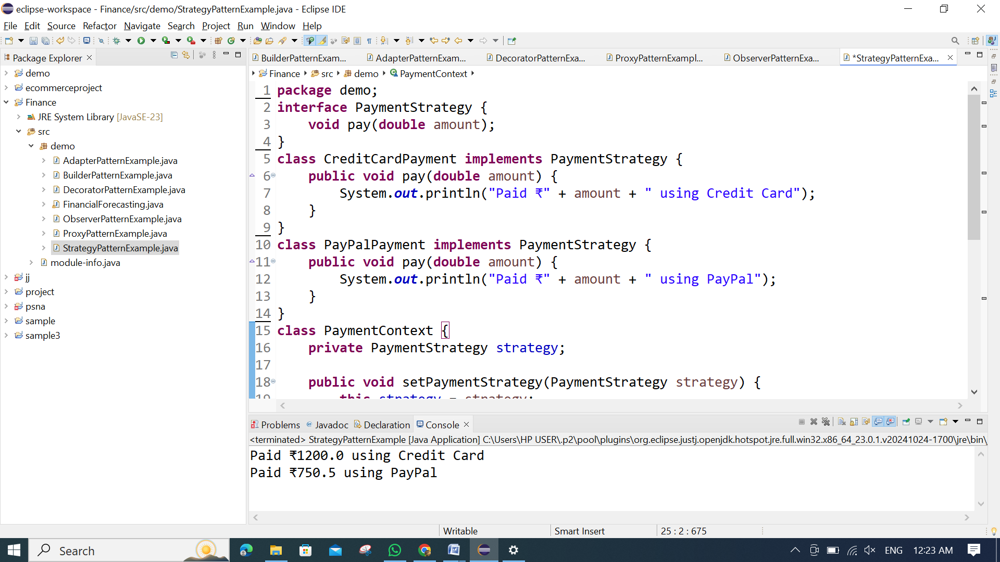 eclipse-workspace - Finance/src/demo/StrategyPatternExample.java - Eclipse IDE
File Edit Source Refactor Navigate Search Project Run Window Help
Package Explorer
demo
ecommerceproject
Finance
JRE System Library [JavaSE-23]
src
demo
AdapterPatternExample.java
BuilderPatternExample.java
DecoratorPatternExample.java
FinancialForecasting.java
ObserverPatternExample.java
ProxyPatternExample.java
StrategyPatternExample.java
module-info.java
jj
project
psna
sample
sample3
BuilderPatternExam... AdapterPatternExam... DecoratorPatternExa... ProxyPatternExampl... ObserverPatternExa... *StrategyPatternExa...
Finance src demo PaymentContext
1 package demo;
2 interface PaymentStrategy {
3 void pay(double amount);
4 }
5 class CreditCardPayment implements PaymentStrategy {
6 public void pay(double amount) {
7 System.out.println("Paid ₹" + amount + " using Credit Card");
8 }
9 }
10 class PayPalPayment implements PaymentStrategy {
11 public void pay(double amount) {
12 System.out.println("Paid ₹" + amount + " using PayPal");
13 }
14 }
15 class PaymentContext {
16 private PaymentStrategy strategy;
17
18 public void setPaymentStrategy(PaymentStrategy strategy) {
19 this.strategy = strategy;
Problems Javadoc Declaration Console
<terminated> StrategyPatternExample [Java Application] C:\Users\HP USER\.p2\pool\plugins\org.eclipse.justj.openjdk.hotspot.jre.full.win32.x86_64_23.0.1.v20241024-1700\jre\bin\
Paid ₹1200.0 using Credit Card
Paid ₹750.5 using PayPal
Writable Smart Insert 25 : 2 : 675
Search
ENG 12:23 AM